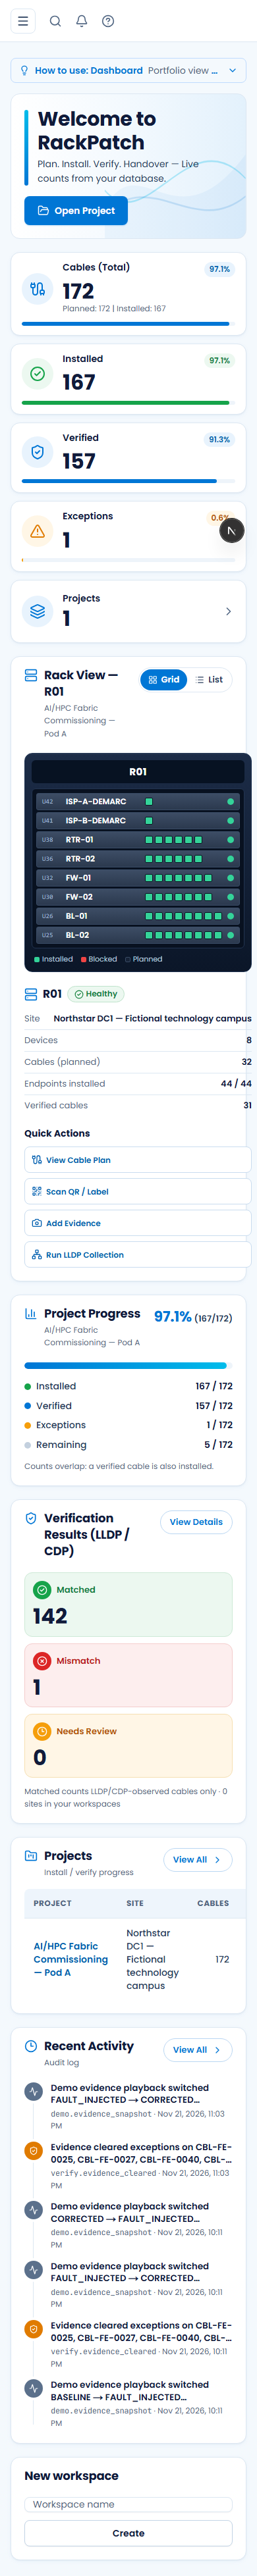 How to use: Dashboard Portfolio view ...
Welcome to
RackPatch
Plan. Install. Verify. Handover — Live
counts from your database.
Open Project
Cables (Total)
97.1%
172
Planned: 172 | Installed: 167
Installed
97.1%
167
Verified
91.3%
157
Exceptions
0.6%
1
N
Projects
1
Rack View —
R01
Grid
List
AI/HPC Fabric
Commissioning —
Pod A
R01
U42 ISP-A-DEMARC
U41 ISP-B-DEMARC
U38 RTR-01
U36 RTR-02
U32 FW-01
U30 FW-02
U26 BL-01
U25 BL-02
Installed Blocked Planned
R01 Healthy
Site Northstar DC1 — Fictional technology campus
Devices 8
Cables (planned) 32
Endpoints installed 44 / 44
Verified cables 31
Quick Actions
View Cable Plan
Scan QR / Label
Add Evidence
Run LLDP Collection
Project Progress
97.1% (167/172)
AI/HPC Fabric
Commissioning — Pod A
Installed 167 / 172
Verified 157 / 172
Exceptions 1 / 172
Remaining 5 / 172
Counts overlap: a verified cable is also installed.
Verification
Results (LLDP /
CDP)
View Details
Matched
142
Mismatch
1
Needs Review
0
Matched counts LLDP/CDP-observed cables only · 0
sites in your workspaces
Projects
Install / verify progress
View All
PROJECT SITE CABLES
AI/HPC Fabric
Commissioning
— Pod A
Northstar
DC1 —
Fictional
technology
campus
172
Recent Activity
Audit log
View All
Demo evidence playback switched
FAULT_INJECTED → CORRECTED...
demo.evidence_snapshot · Nov 21, 2026, 11:03
PM
Evidence cleared exceptions on CBL-FE-
0025, CBL-FE-0027, CBL-FE-0040, CBL-...
verify.evidence_cleared · Nov 21, 2026, 11:03
PM
Demo evidence playback switched
CORRECTED → FAULT_INJECTED...
demo.evidence_snapshot · Nov 21, 2026, 10:11
PM
Demo evidence playback switched
FAULT_INJECTED → CORRECTED...
demo.evidence_snapshot · Nov 21, 2026, 10:11
PM
Evidence cleared exceptions on CBL-FE-
0025, CBL-FE-0027, CBL-FE-0040, CBL-...
verify.evidence_cleared · Nov 21, 2026, 10:11
PM
Demo evidence playback switched
BASELINE → FAULT_INJECTED...
demo.evidence_snapshot · Nov 21, 2026, 10:11
PM
New workspace
Workspace name
Create